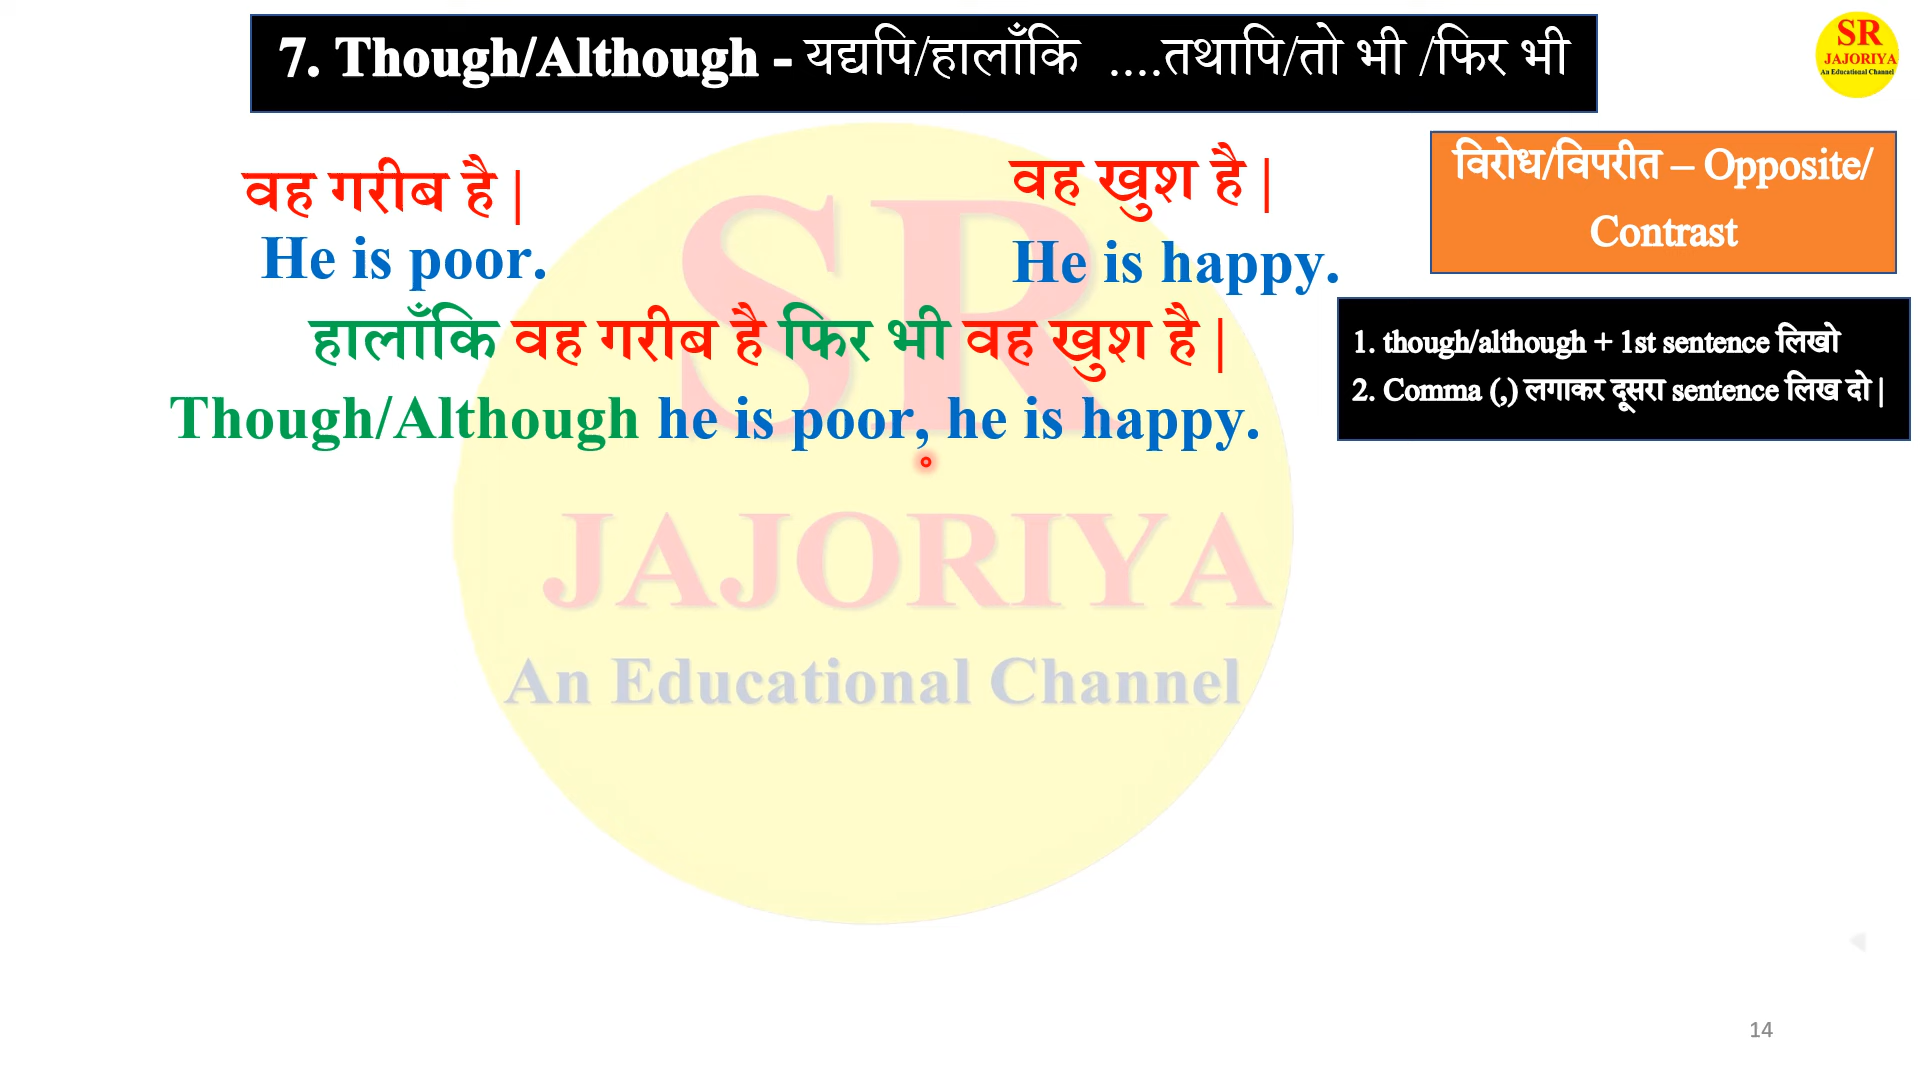 7. Though/Although - यद्यपि/हालाँकि ....तथापि/तो भी /फिर भी
SR
JAJORIYA
An Educational Channel
विरोध/विपरीत – Opposite/
Contrast
वह गरीब है |
वह खुश है |
He is poor.
He is happy.
हालाँकि वह गरीब है फिर भी वह खुश है |
Though/Although he is poor, he is happy.
1. though/although + 1st sentence लिखो
2. Comma (,) लगाकर दूसरा sentence लिख दो |
SR
JAJORIYA
An Educational Channel
14